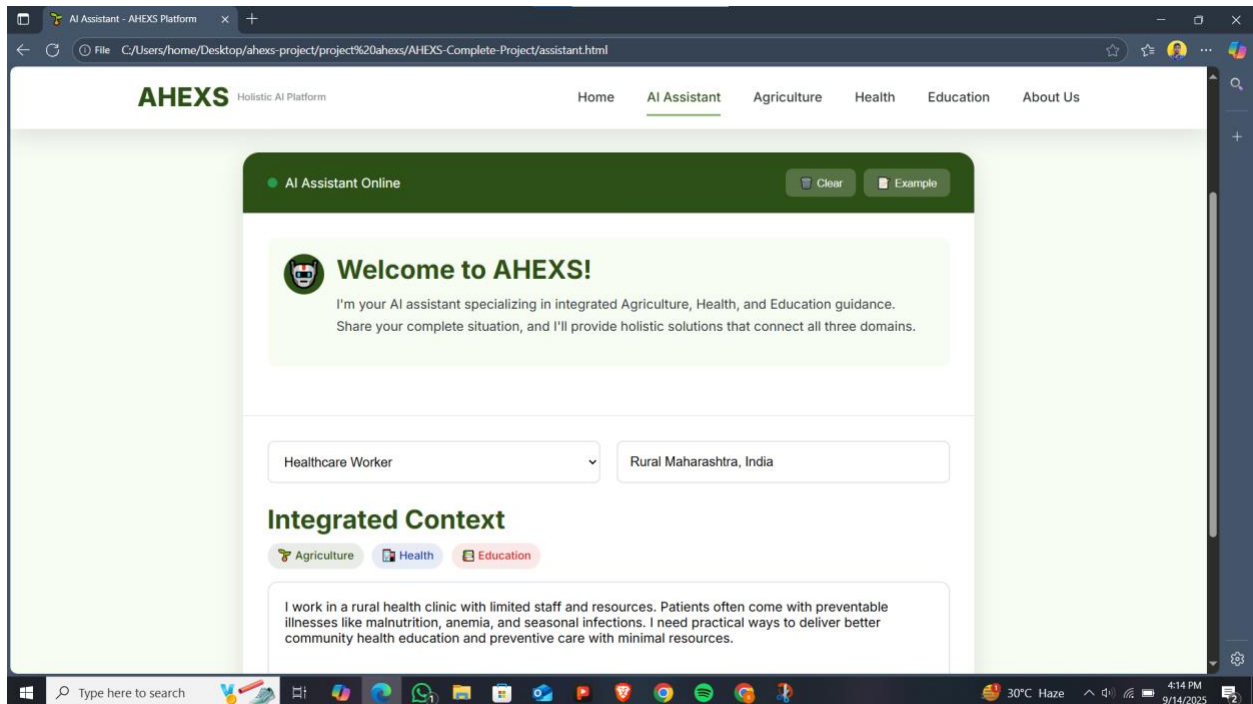 AI Assistant - AHEXS Platform
File C:/Users/home/Desktop/ahexs-project/project%20ahexs/AHEXS-Complete-Project/assistant.html
AHEXS Holistic AI Platform Home AI Assistant Agriculture Health Education About Us
AI Assistant Online Clear Example
Welcome to AHEXS!
I'm your AI assistant specializing in integrated Agriculture, Health, and Education guidance.
Share your complete situation, and I'll provide holistic solutions that connect all three domains.
Healthcare Worker Rural Maharashtra, India
Integrated Context
Agriculture Health Education
I work in a rural health clinic with limited staff and resources. Patients often come with preventable
illnesses like malnutrition, anemia, and seasonal infections. I need practical ways to deliver better
community health education and preventive care with minimal resources.
Type here to search 30°C Haze 4:14 PM
9/14/2025